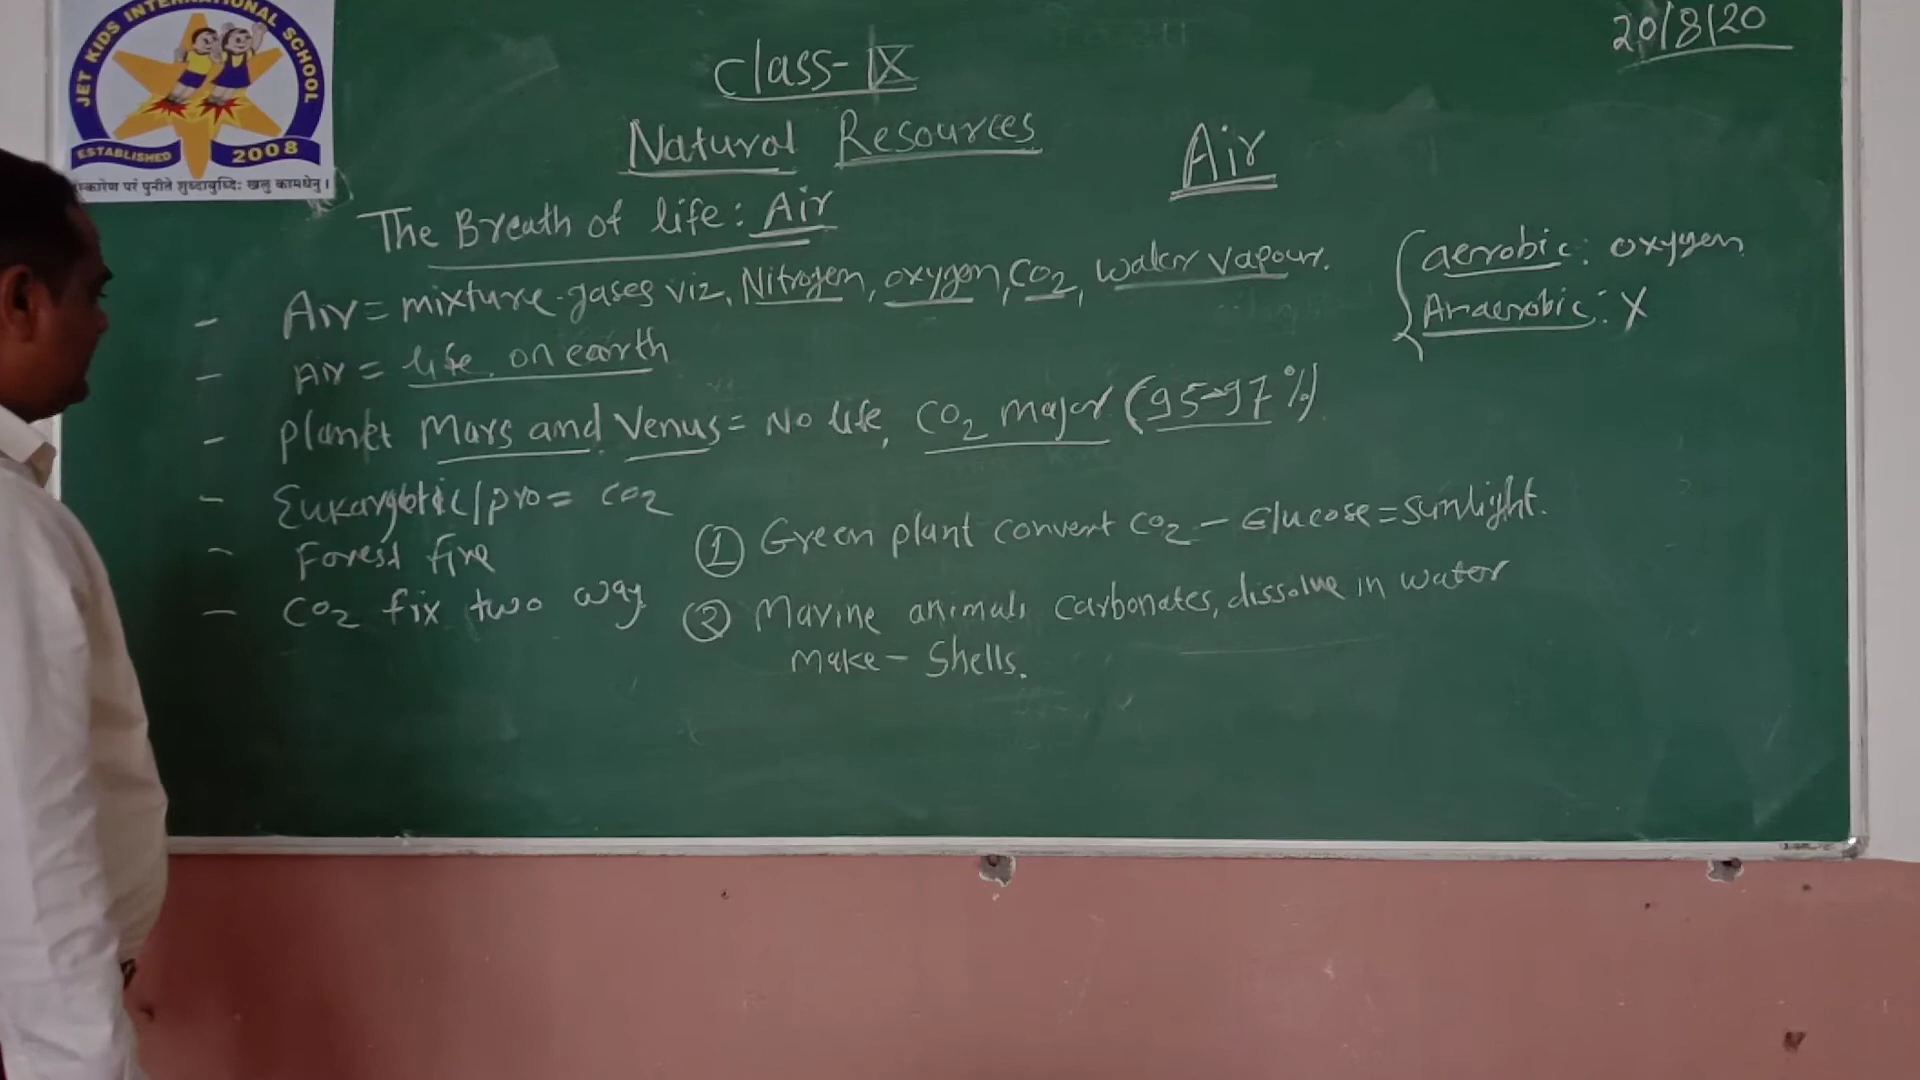 JET KIDS INTERNATIONAL SCHOOL
ESTABLISHED 2008
परं पुनीते शुध्दाबुध्दिः खलु कामधेनु।
20/8/20
Class-IX
Natural Resources
Air
The Breath of life: Air
- Air = mixture-gases viz, Nitrogen, oxygen, CO2, water vapour.
aerobic: oxygen
Anaerobic: X
- Air = life on earth
- planet Mars and Venus = No life, CO2 major (95-97%)
- Eukaryotic/pro = CO2
- Forest fire
- CO2 fix two way
① Green plant convert CO2 - Glucose = sunlight.
② Marine animals carbonates, dissolve in water
make - Shells.